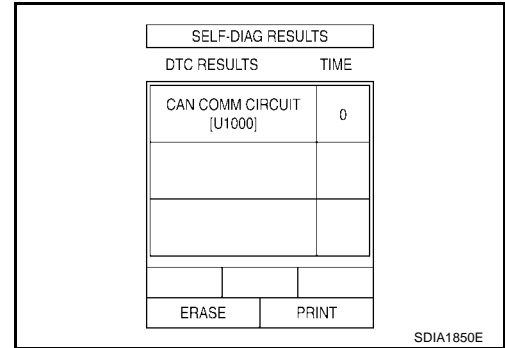 SELF-DIAG RESULTS
DTC RESULTS TIME
CAN COMM CIRCUIT 0
[U1000]
ERASE PRINT
SDIA1850E